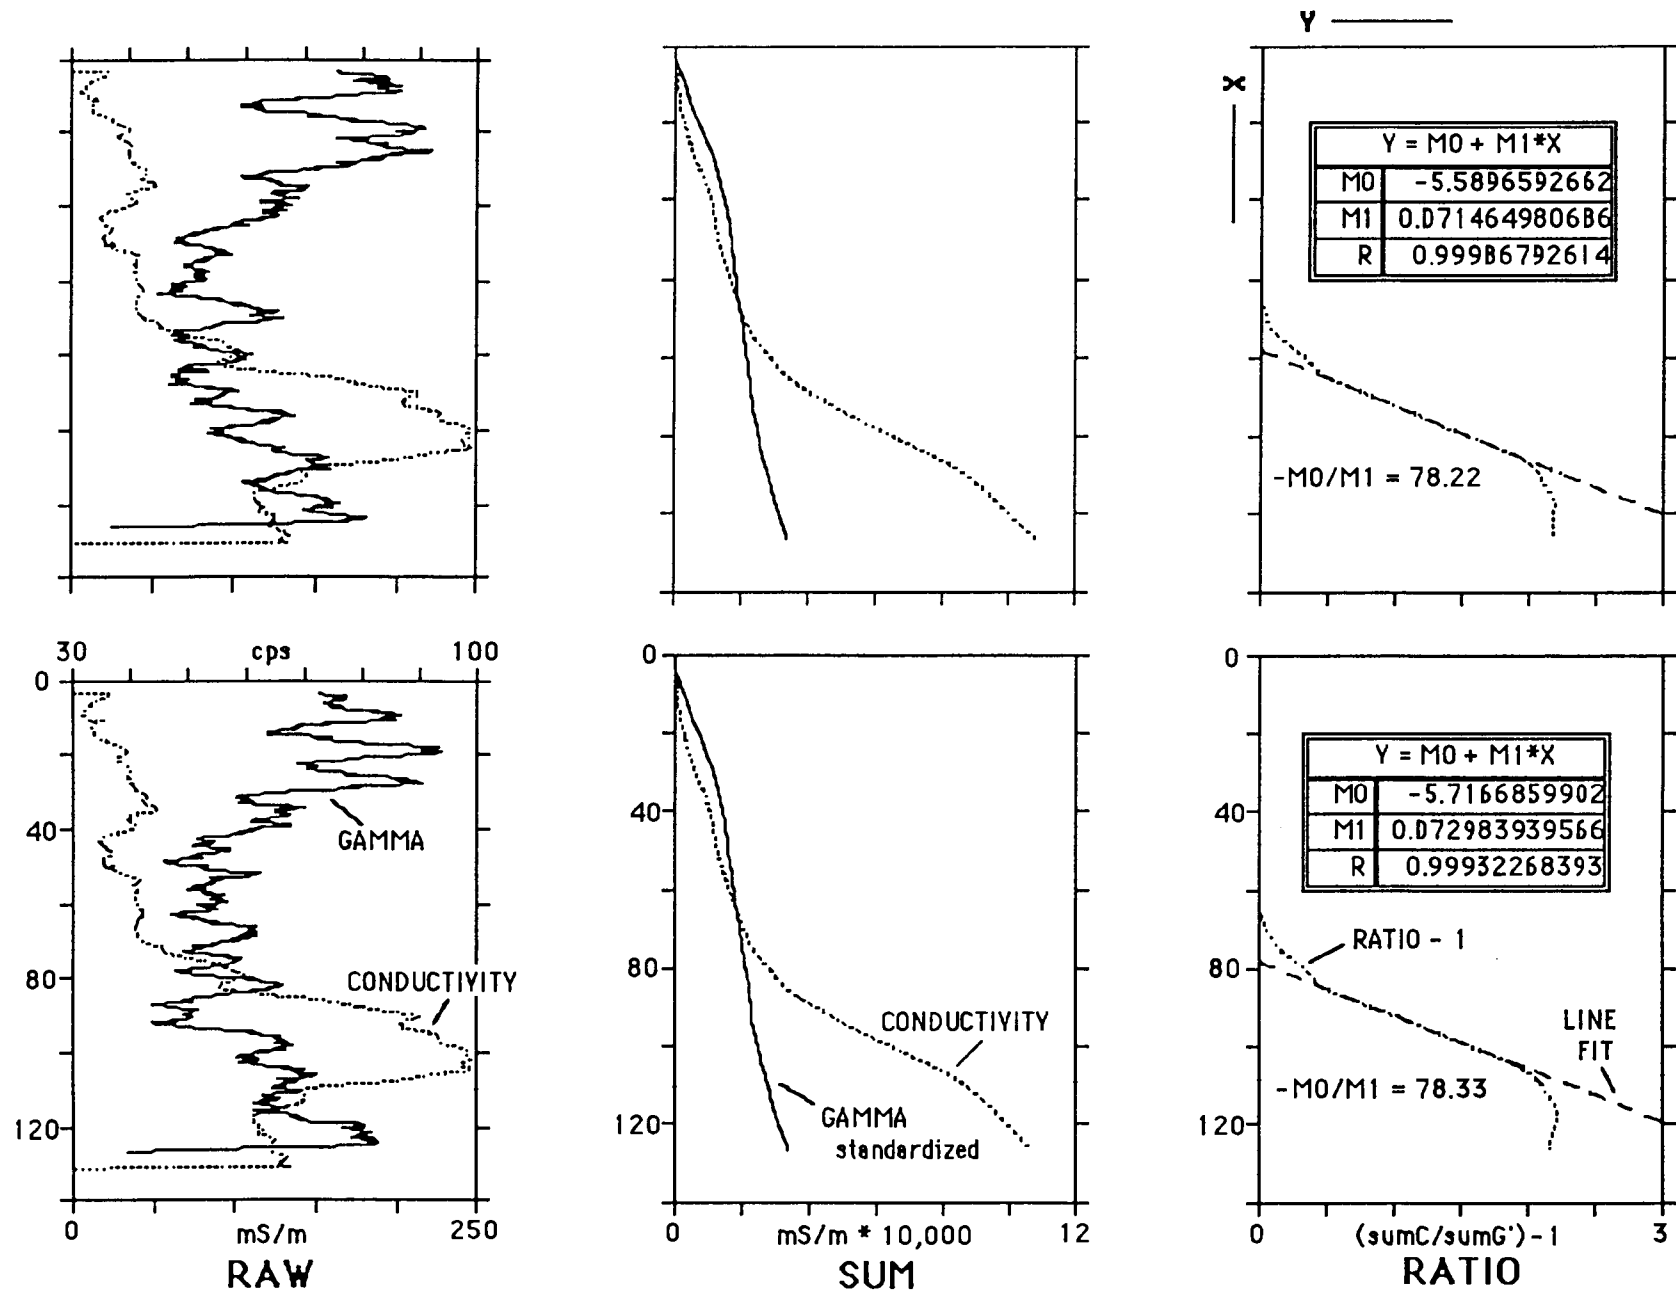 Y
X
Y = M0 + M1*X
M0 -5.5896592662
M1 0.0714649806B6
R 0.999B6792614
-M0/M1 = 78.22
12
30 cps 100
0
40
80
120
GAMMA
CONDUCTIVITY
0 mS/m 250
RAW
0
40
80
120
CONDUCTIVITY
GAMMA
standardized
0 mS/m * 10,000 12
SUM
0
40
80
120
Y = M0 + M1*X
M0 -5.7166859902
M1 0.0729B3939566
R 0.99932268393
RATIO - 1
LINE
FIT
-M0/M1 = 78.33
0 (sumC/sumG')-1 3
RATIO